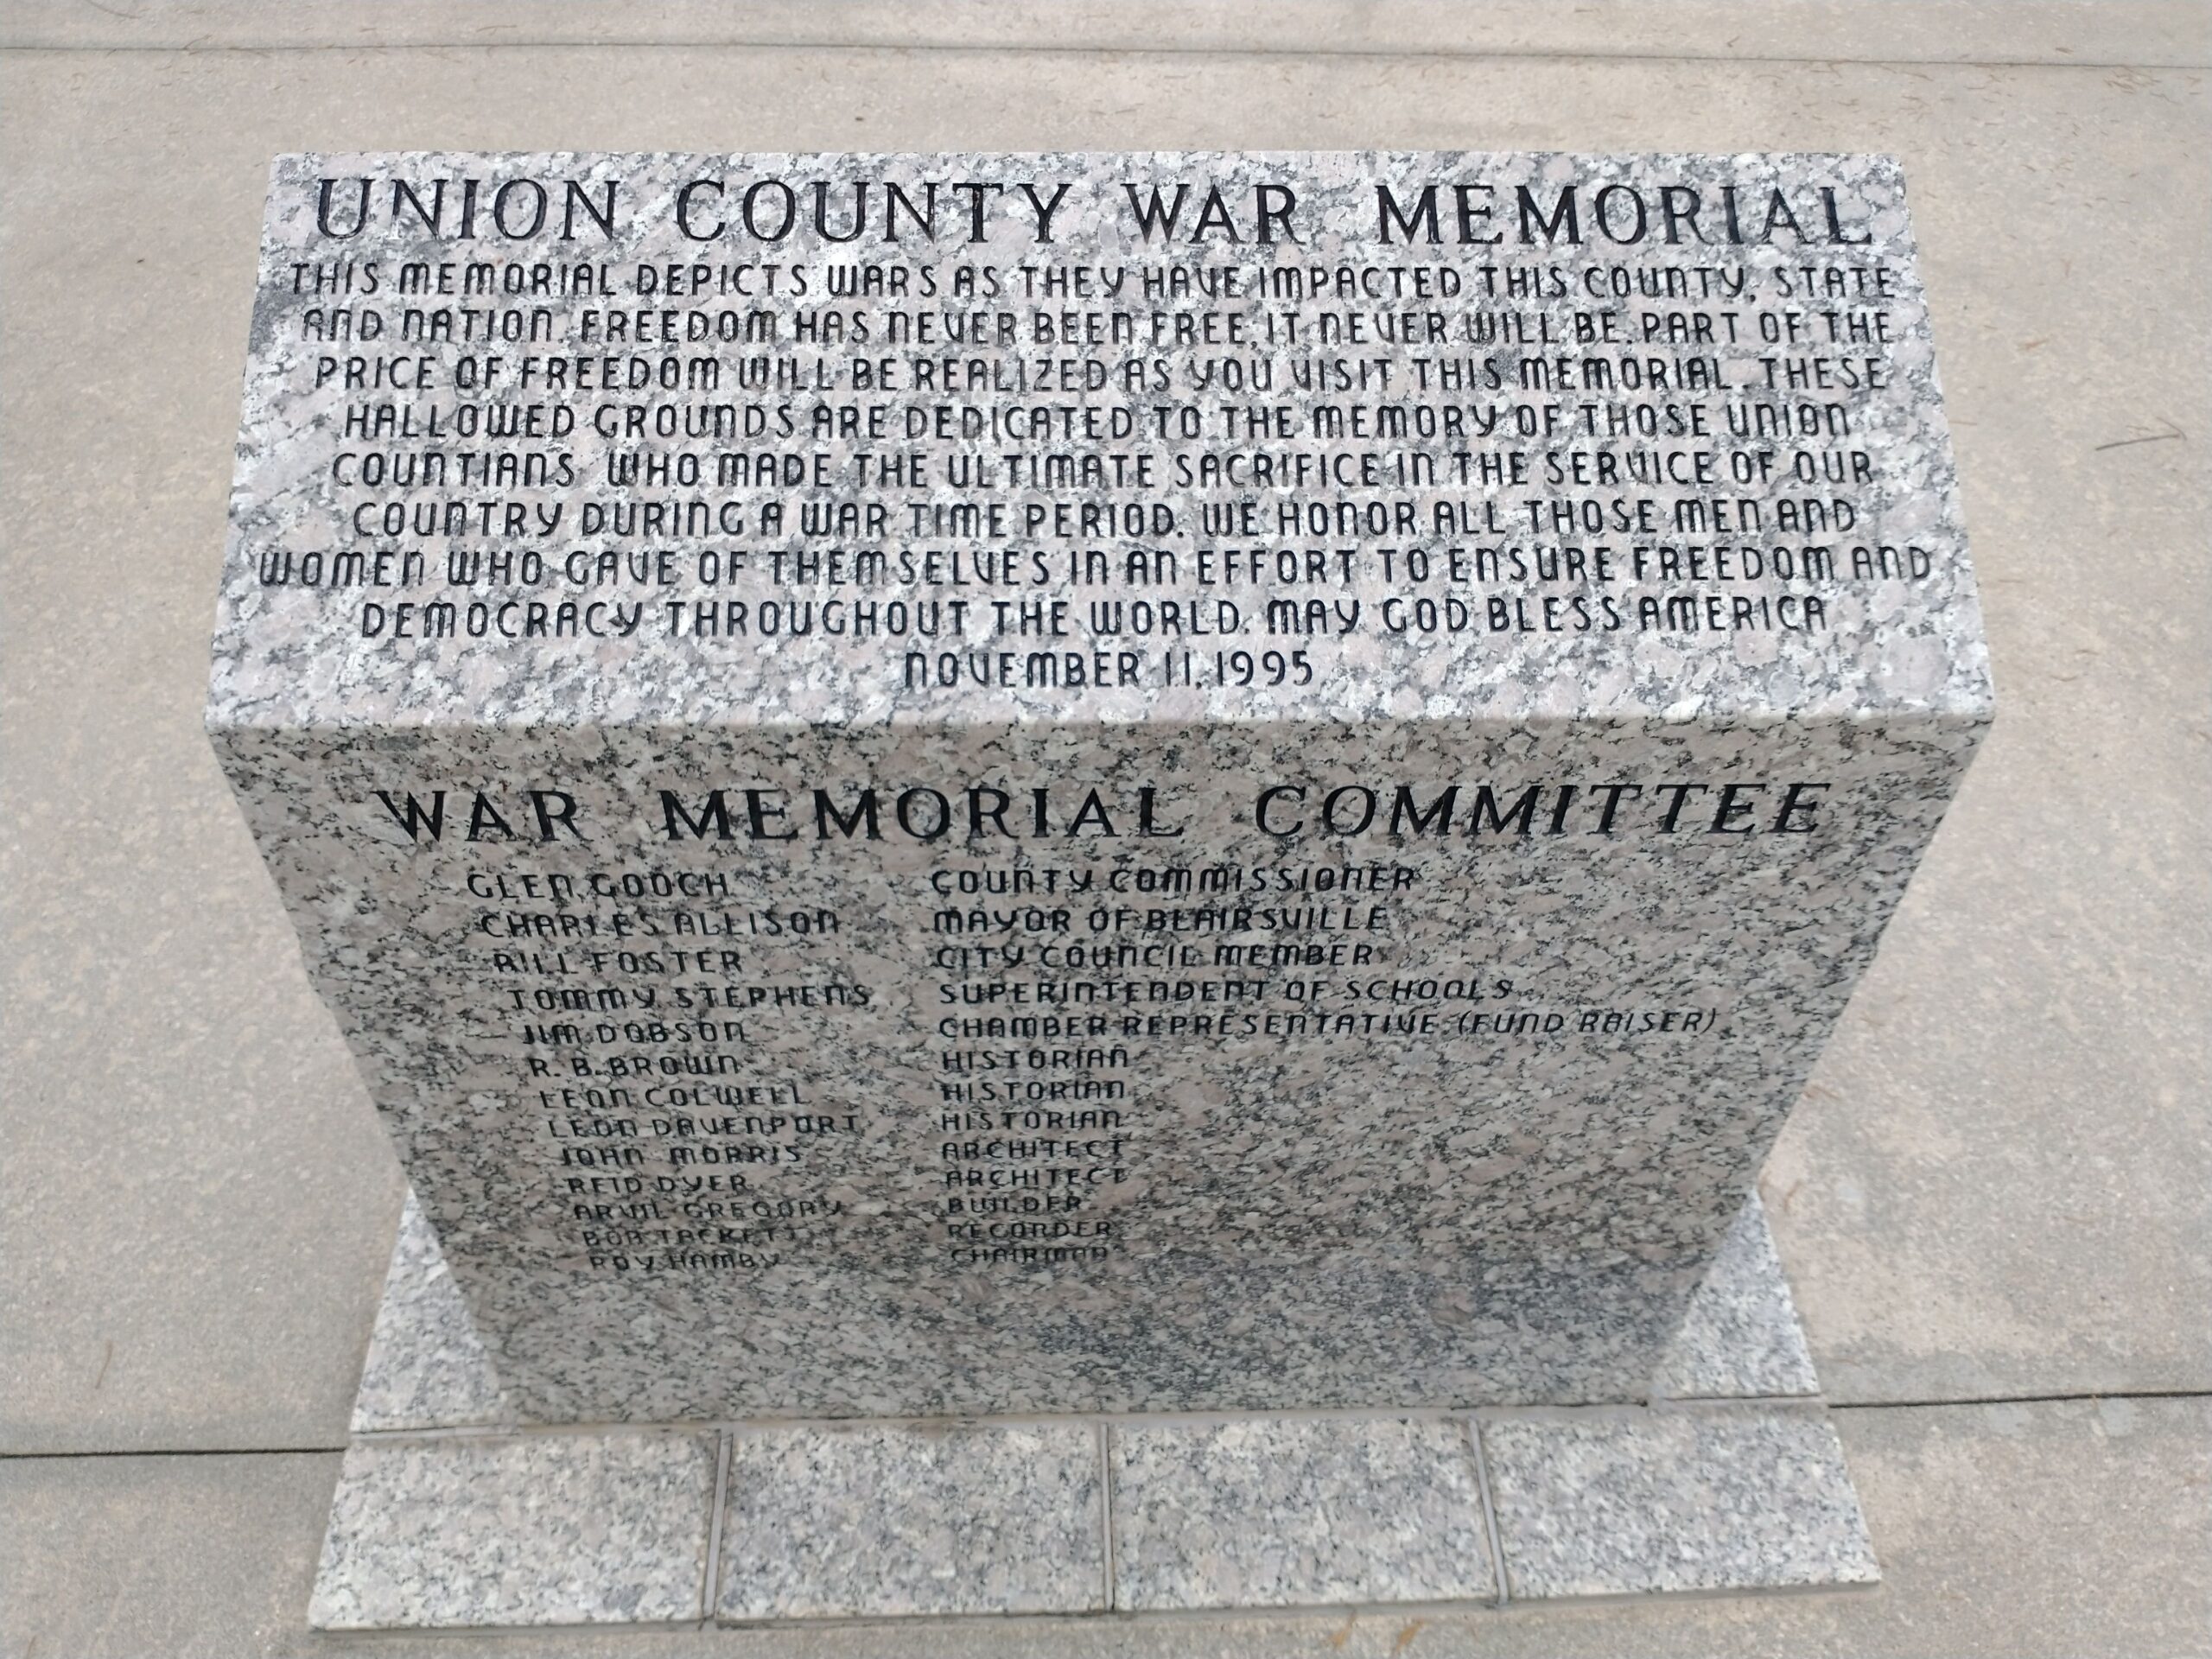 UNION COUNTY WAR MEMORIAL
THIS MEMORIAL DEPICTS WARS AS THEY HAVE IMPACTED THIS COUNTY, STATE
AND NATION. FREEDOM HAS NEVER BEEN FREE, IT NEVER WILL BE. PART OF THE
PRICE OF FREEDOM WILL BE REALIZED AS YOU VISIT THIS MEMORIAL. THESE
HALLOWED GROUNDS ARE DEDICATED TO THE MEMORY OF THOSE UNION
COUNTIANS WHO MADE THE ULTIMATE SACRIFICE IN THE SERVICE OF OUR
COUNTRY DURING A WAR TIME PERIOD. WE HONOR ALL THOSE MEN AND
WOMEN WHO GAVE OF THEMSELVES IN AN EFFORT TO ENSURE FREEDOM AND
DEMOCRACY THROUGHOUT THE WORLD. MAY GOD BLESS AMERICA
NOVEMBER 11, 1995
WAR MEMORIAL COMMITTEE
GLEN GOOCH COUNTY COMMISSIONER
CHARLES ALLISON MAYOR OF BLAIRSVILLE
BILL FOSTER CITY COUNCIL MEMBER
TOMMY STEPHENS SUPERINTENDENT OF SCHOOLS
JIM DOBSON CHAMBER REPRESENTATIVE (FUND RAISER)
R. B. BROWN HISTORIAN
LEON COLWELL HISTORIAN
LEON DAVENPORT HISTORIAN
JOHN MORRIS ARCHITECT
REID DYER ARCHITECT
ARVIL GREGORY BUILDER
BOB TACKETT RECORDER
ROY HAMBY CHAIRMAN